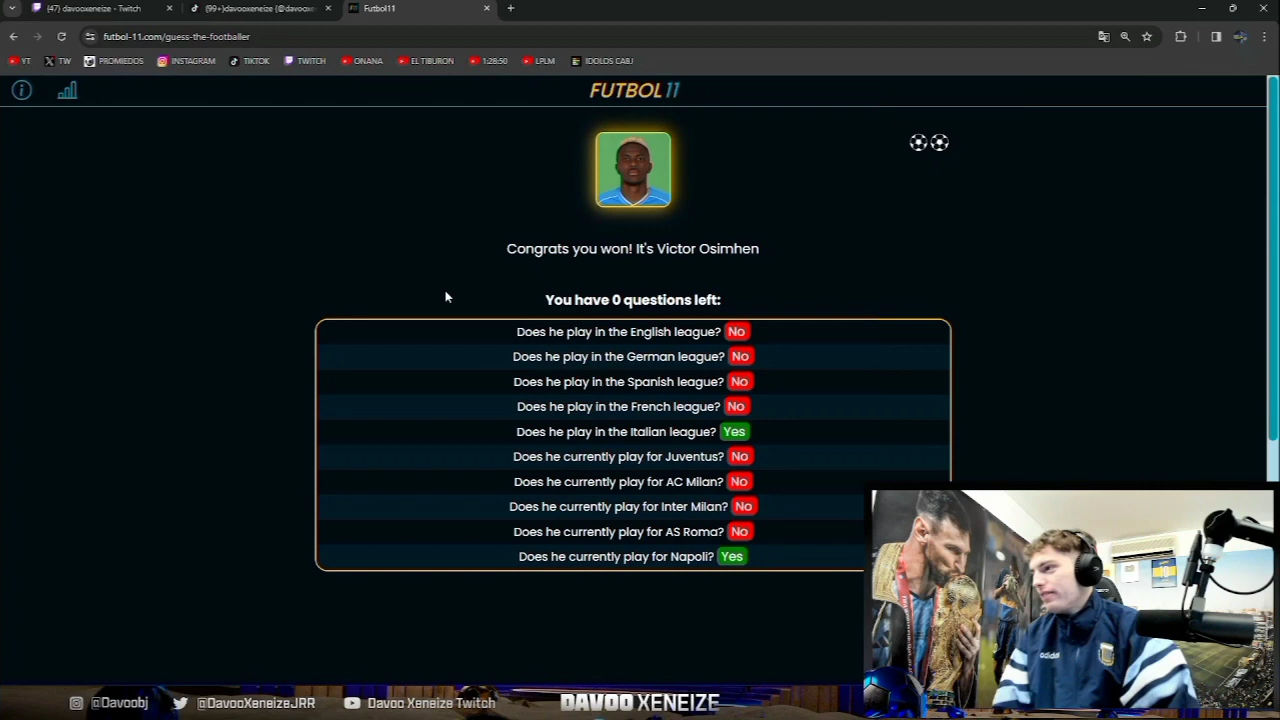 (47) davooxeneize - Twitch
(99+)davooxeneize (@davooxe
Futbol11
futbol-11.com/guess-the-footballer
YT
TW
PROMIEDOS
INSTAGRAM
TIKTOK
TWITCH
ONANA
EL TIBURON
1:28:50
LPLM
IDOLOS CABJ
FUTBOL 11
Congrats you won! It's Victor Osimhen
You have 0 questions left:
Does he play in the English league? No
Does he play in the German league? No
Does he play in the Spanish league? No
Does he play in the French league? No
Does he play in the Italian league? Yes
Does he currently play for Juventus? No
Does he currently play for AC Milan? No
Does he currently play for Inter Milan? No
Does he currently play for AS Roma? No
Does he currently play for Napoli? Yes
adidas
@Davoobj
@DavooXeneizeJRR
Davoo Xeneize Twitch
DAVOO XENEIZE